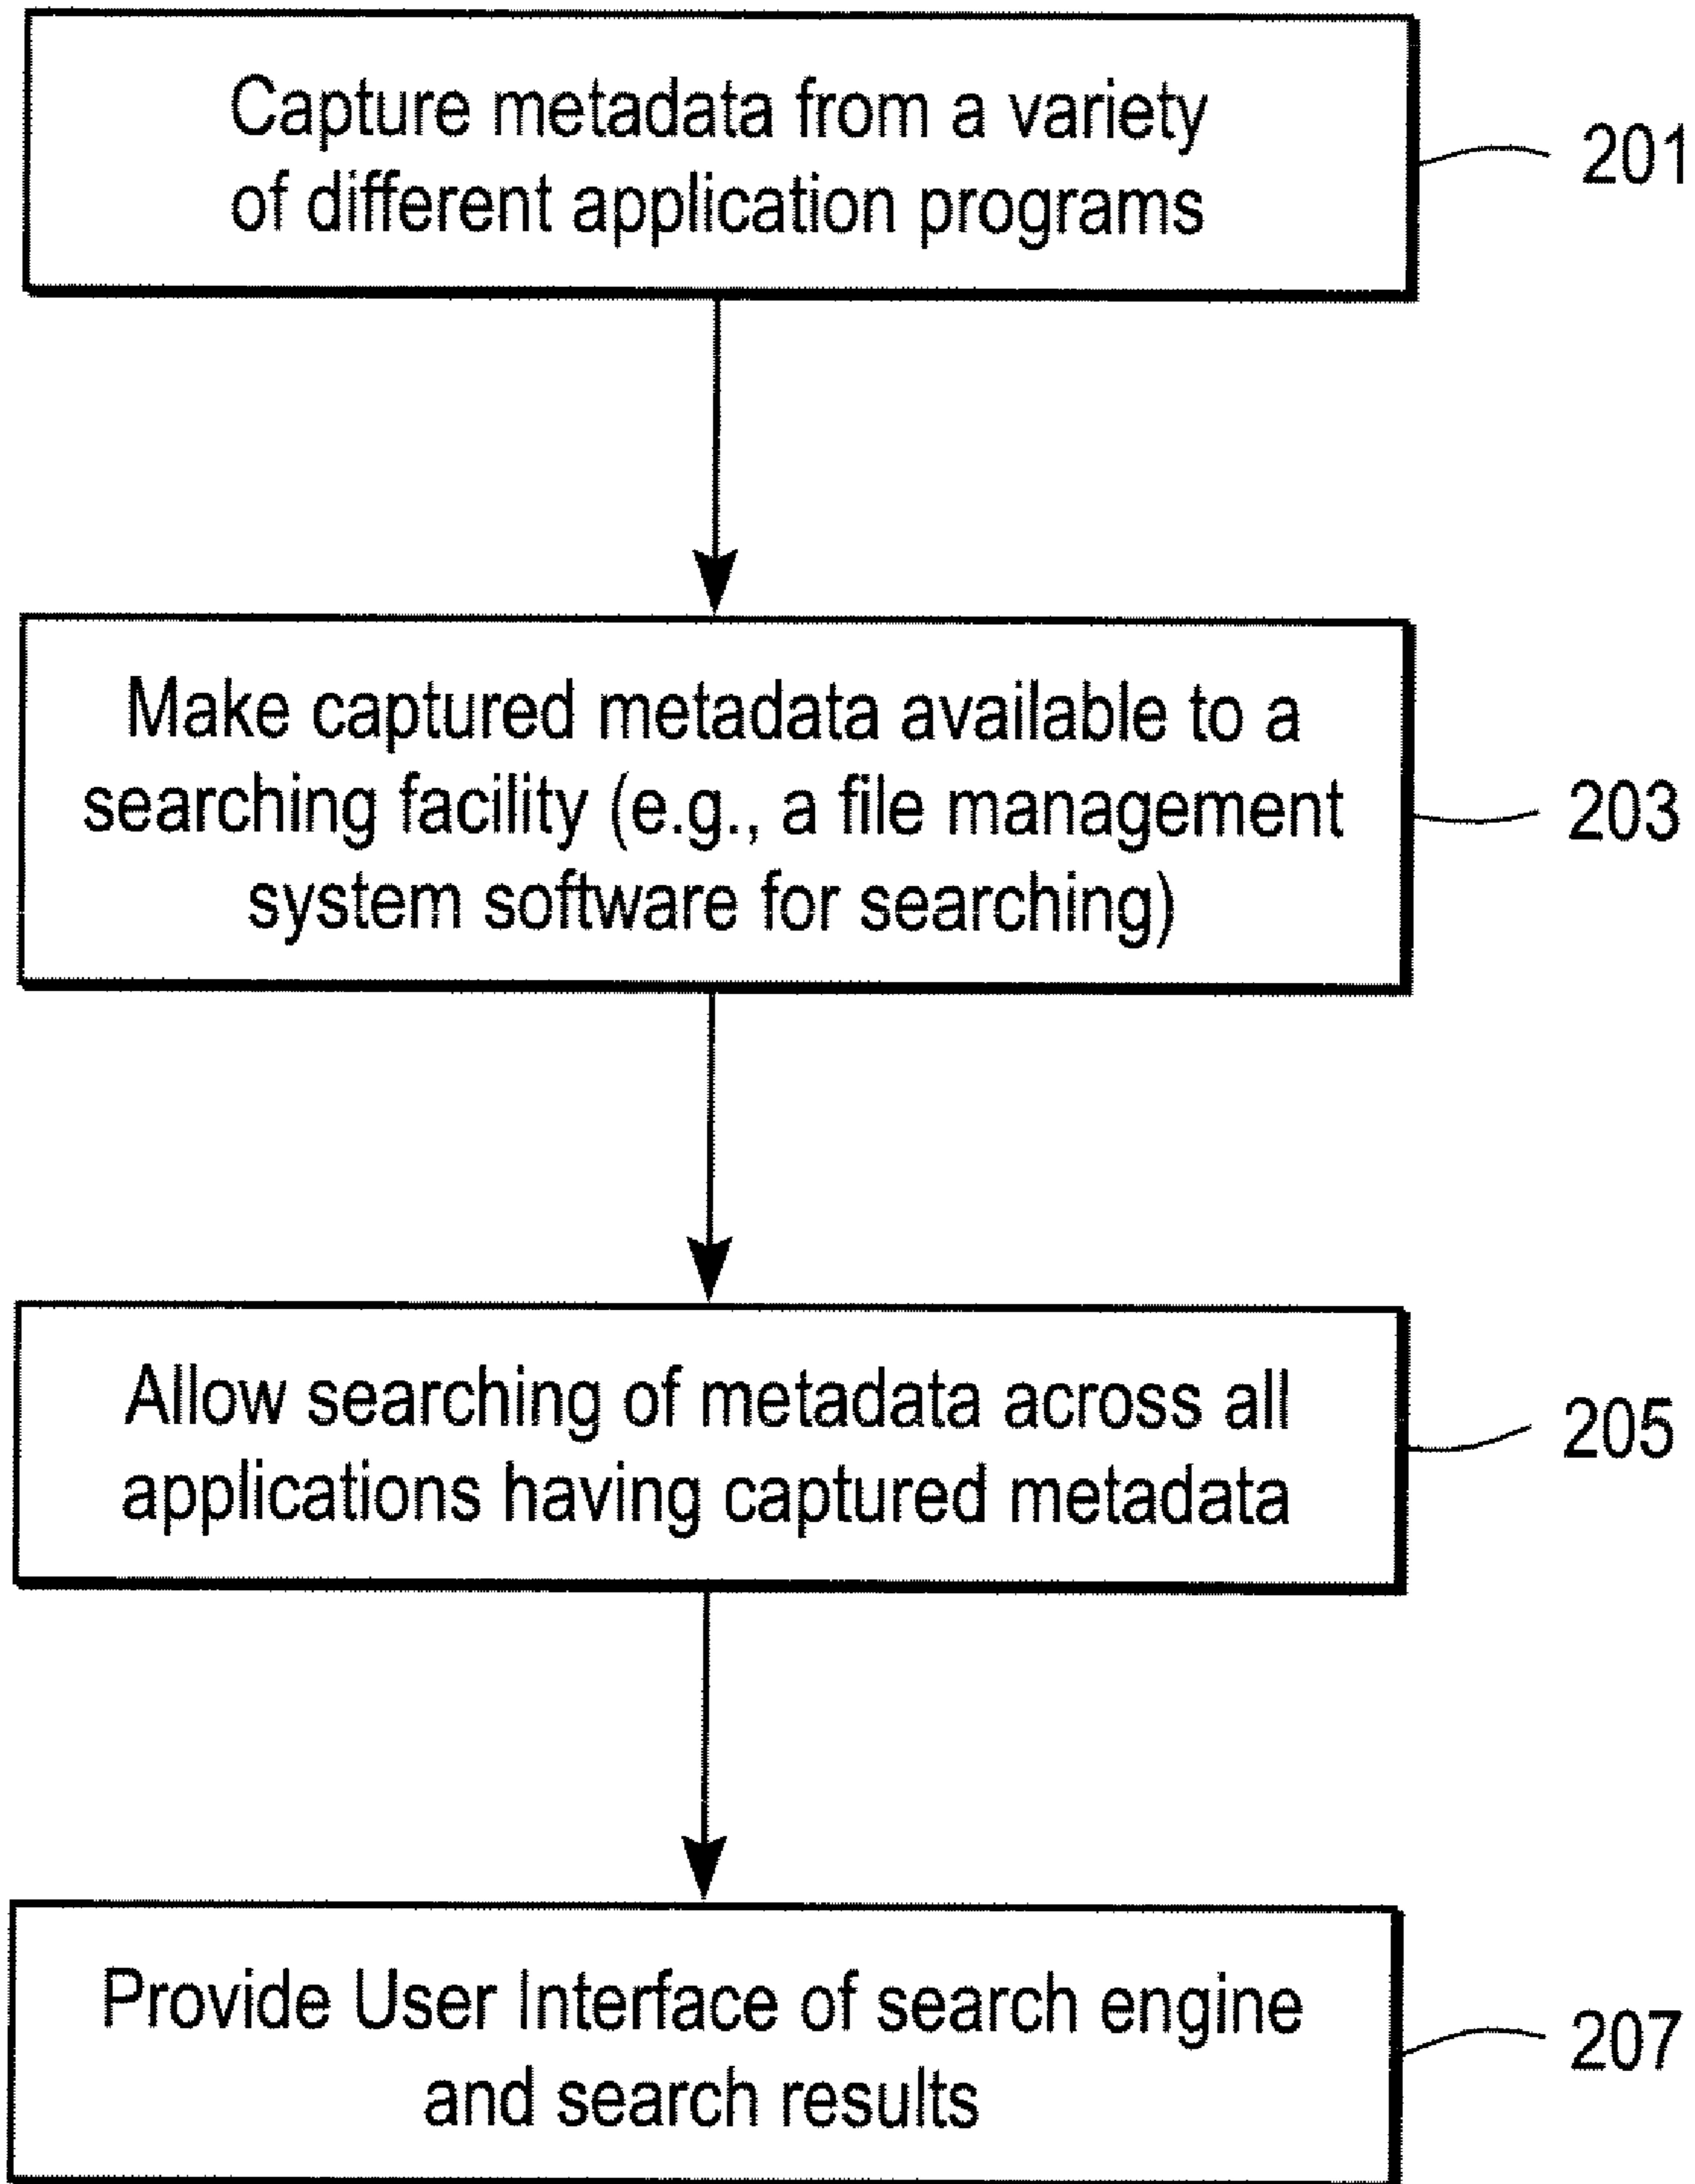 Capture metadata from a variety
of different application programs
201
Make captured metadata available to a
searching facility (e.g., a file management
system software for searching)
203
Allow searching of metadata across all
applications having captured metadata
205
Provide User Interface of search engine
and search results
207